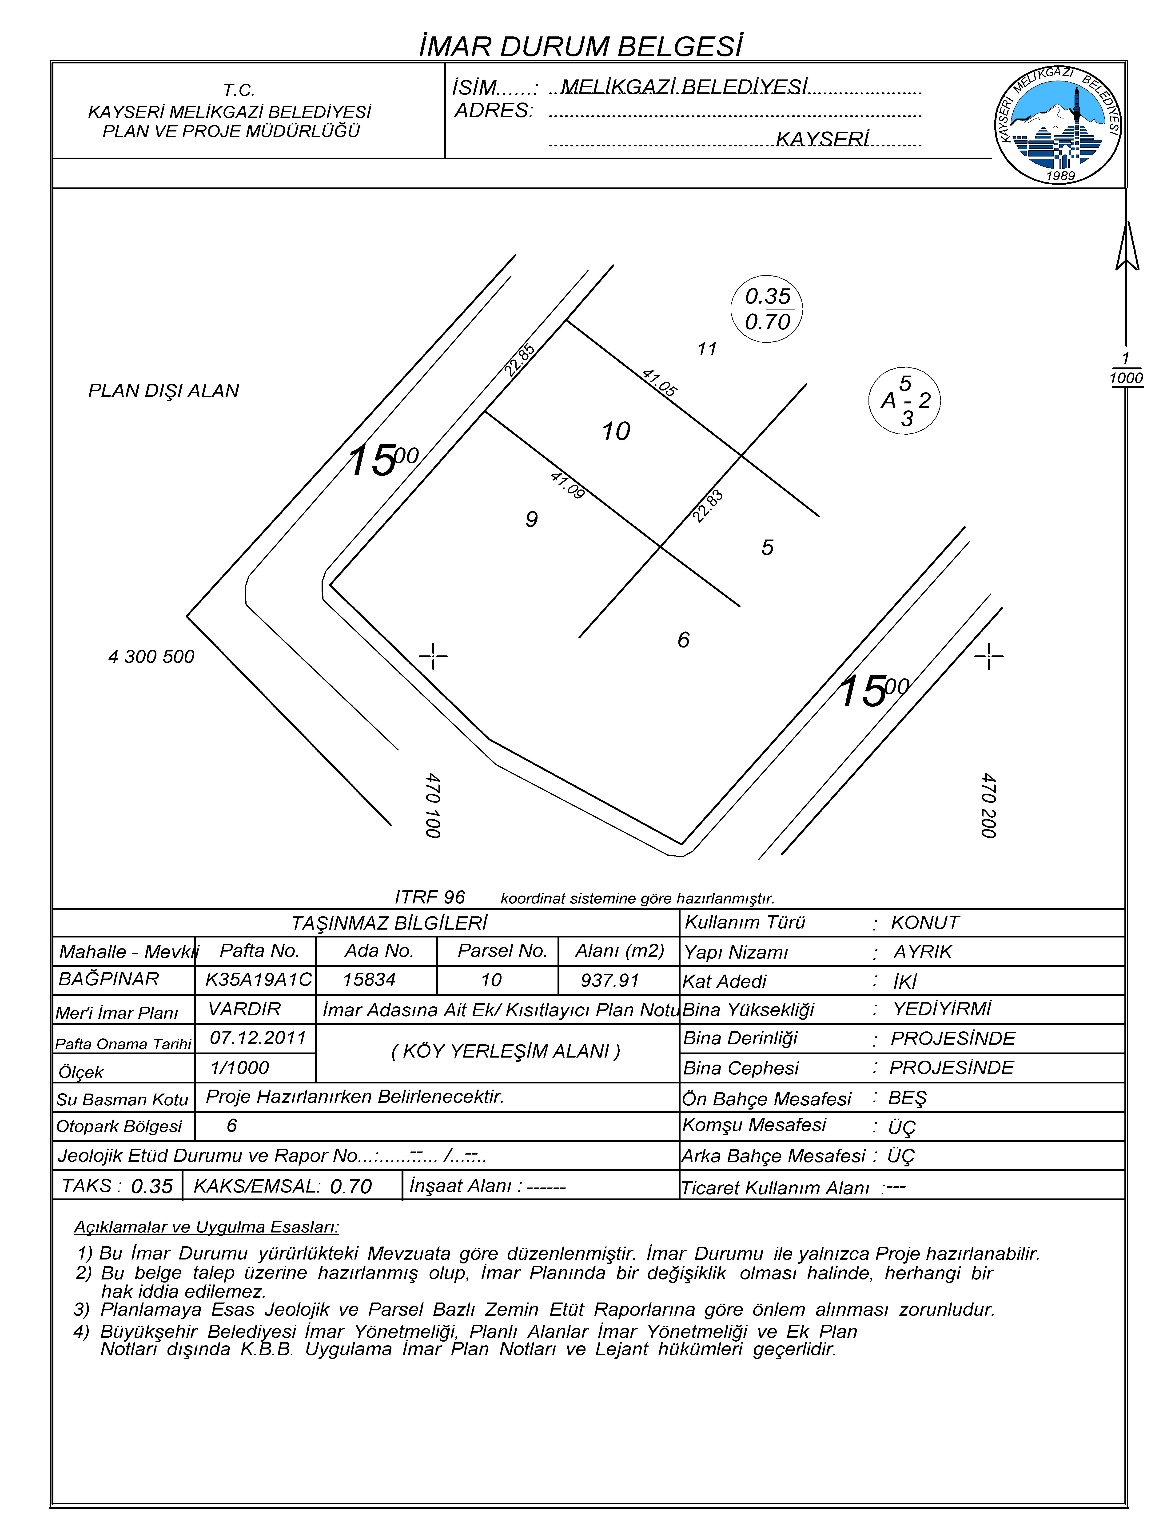 İMAR DURUM BELGESİ
T.C.
KAYSERİ MELİKGAZİ BELEDİYESİ
PLAN VE PROJE MÜDÜRLÜĞÜ
İSİM......: ..MELİKGAZİ BELEDİYESİ......................
ADRES: .......................................................................
...........................................KAYSERİ..........
KAYSERİ MELİKGAZİ BELEDİYESİ
1989
0.35
0.70
11
22.85
41.05
1
1000
PLAN DIŞI ALAN
5
A - 2
3
10
1500
41.09
22.83
9
5
6
4 300 500
1500
470 100
470 200
ITRF 96 koordinat sistemine göre hazırlanmıştır.
TAŞINMAZ BİLGİLERİ
Kullanım Türü : KONUT
Mahalle - Mevkii Pafta No. Ada No. Parsel No. Alanı (m2)
Yapı Nizamı : AYRIK
BAĞPINAR K35A19A1C 15834 10 937.91
Kat Adedi : İKİ
Mer'i İmar Planı VARDIR İmar Adasına Ait Ek/ Kısıtlayıcı Plan Notu
Bina Yüksekliği : YEDİYİRMİ
Pafta Onama Tarihi 07.12.2011
( KÖY YERLEŞİM ALANI )
Bina Derinliği : PROJESİNDE
Ölçek 1/1000
Bina Cephesi : PROJESİNDE
Su Basman Kotu Proje Hazırlanırken Belirlenecektir.
Ön Bahçe Mesafesi : BEŞ
Otopark Bölgesi 6
Komşu Mesafesi : ÜÇ
Jeolojik Etüd Durumu ve Rapor No...:......--... /...--..
Arka Bahçe Mesafesi : ÜÇ
TAKS : 0.35 KAKS/EMSAL: 0.70 İnşaat Alanı : ------
Ticaret Kullanım Alanı :---
Açıklamalar ve Uygulma Esasları:
1) Bu İmar Durumu yürürlükteki Mevzuata göre düzenlenmiştir. İmar Durumu ile yalnızca Proje hazırlanabilir.
2) Bu belge talep üzerine hazırlanmış olup, İmar Planında bir değişiklik olması halinde, herhangi bir
hak iddia edilemez.
3) Planlamaya Esas Jeolojik ve Parsel Bazlı Zemin Etüt Raporlarına göre önlem alınması zorunludur.
4) Büyükşehir Belediyesi İmar Yönetmeliği, Planlı Alanlar İmar Yönetmeliği ve Ek Plan
Notları dışında K.B.B. Uygulama İmar Plan Notları ve Lejant hükümleri geçerlidir.